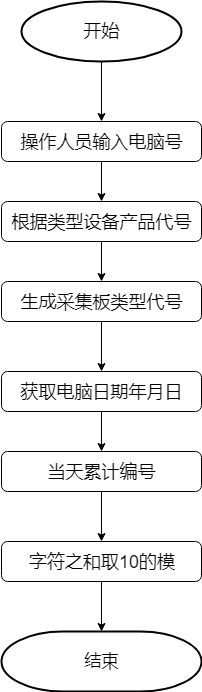 开始
操作人员输入电脑号
根据类型设备产品代号
生成采集板类型代号
获取电脑日期年月日
当天累计编号
字符之和取10的模
结束